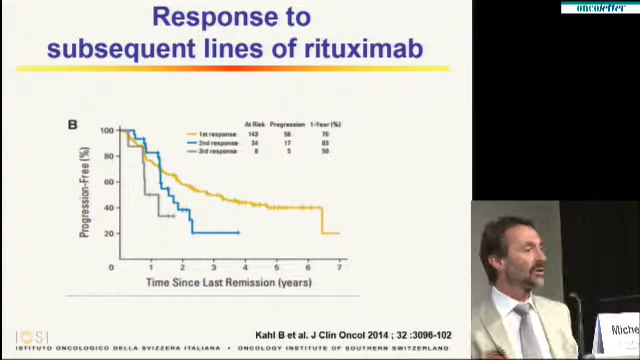 oncoletter
Response to
subsequent lines of rituximab
B
At Risk Progression 1-Year (%)
1st response 143 56 76
2nd response 34 17 83
3rd response 8 5 50
Progression-Free (%)
100
80
60
40
20
0 1 2 3 4 5 6 7
Time Since Last Remission (years)
Kahl B et al. J Clin Oncol 2014 ; 32 :3096-102
IOSI
ISTITUTO ONCOLOGICO DELLA SVIZZERA ITALIANA • ONCOLOGY INSTITUTE OF SOUTHERN SWITZERLAND
Miche